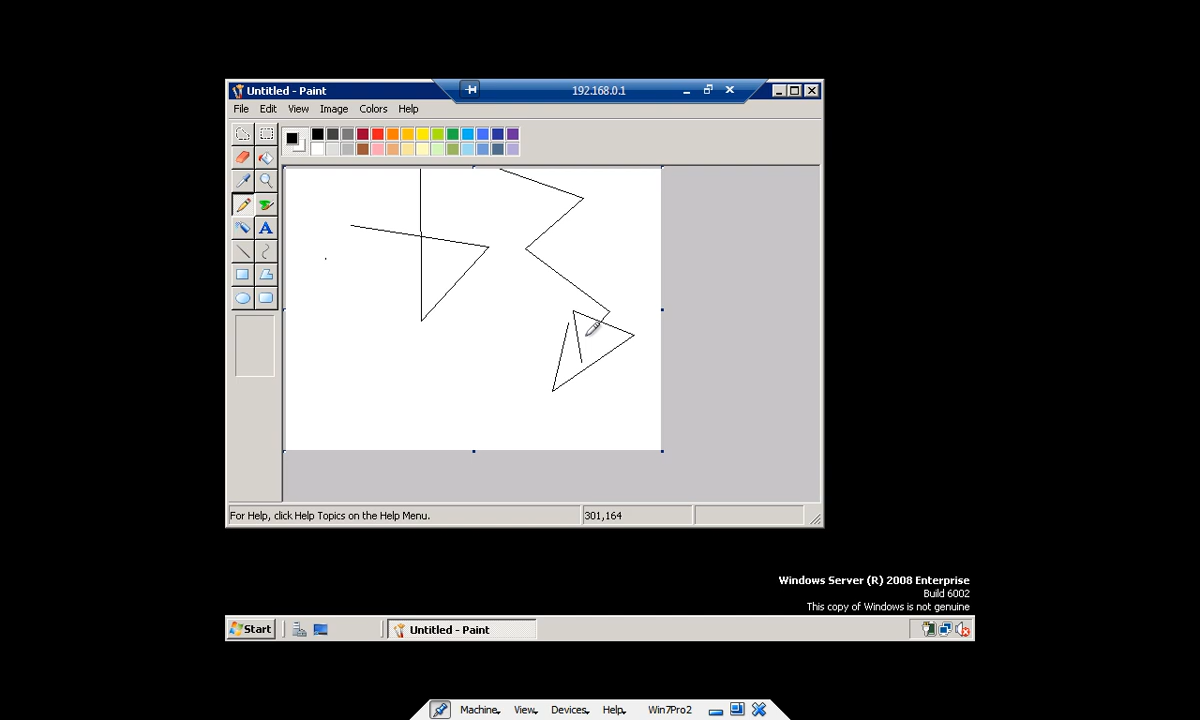 Untitled - Paint
192.168.0.1
File Edit View Image Colors Help
A
For Help, click Help Topics on the Help Menu.
301,164
Windows Server (R) 2008 Enterprise
Build 6002
This copy of Windows is not genuine
Start
Untitled - Paint
Machine View Devices Help Win7Pro2